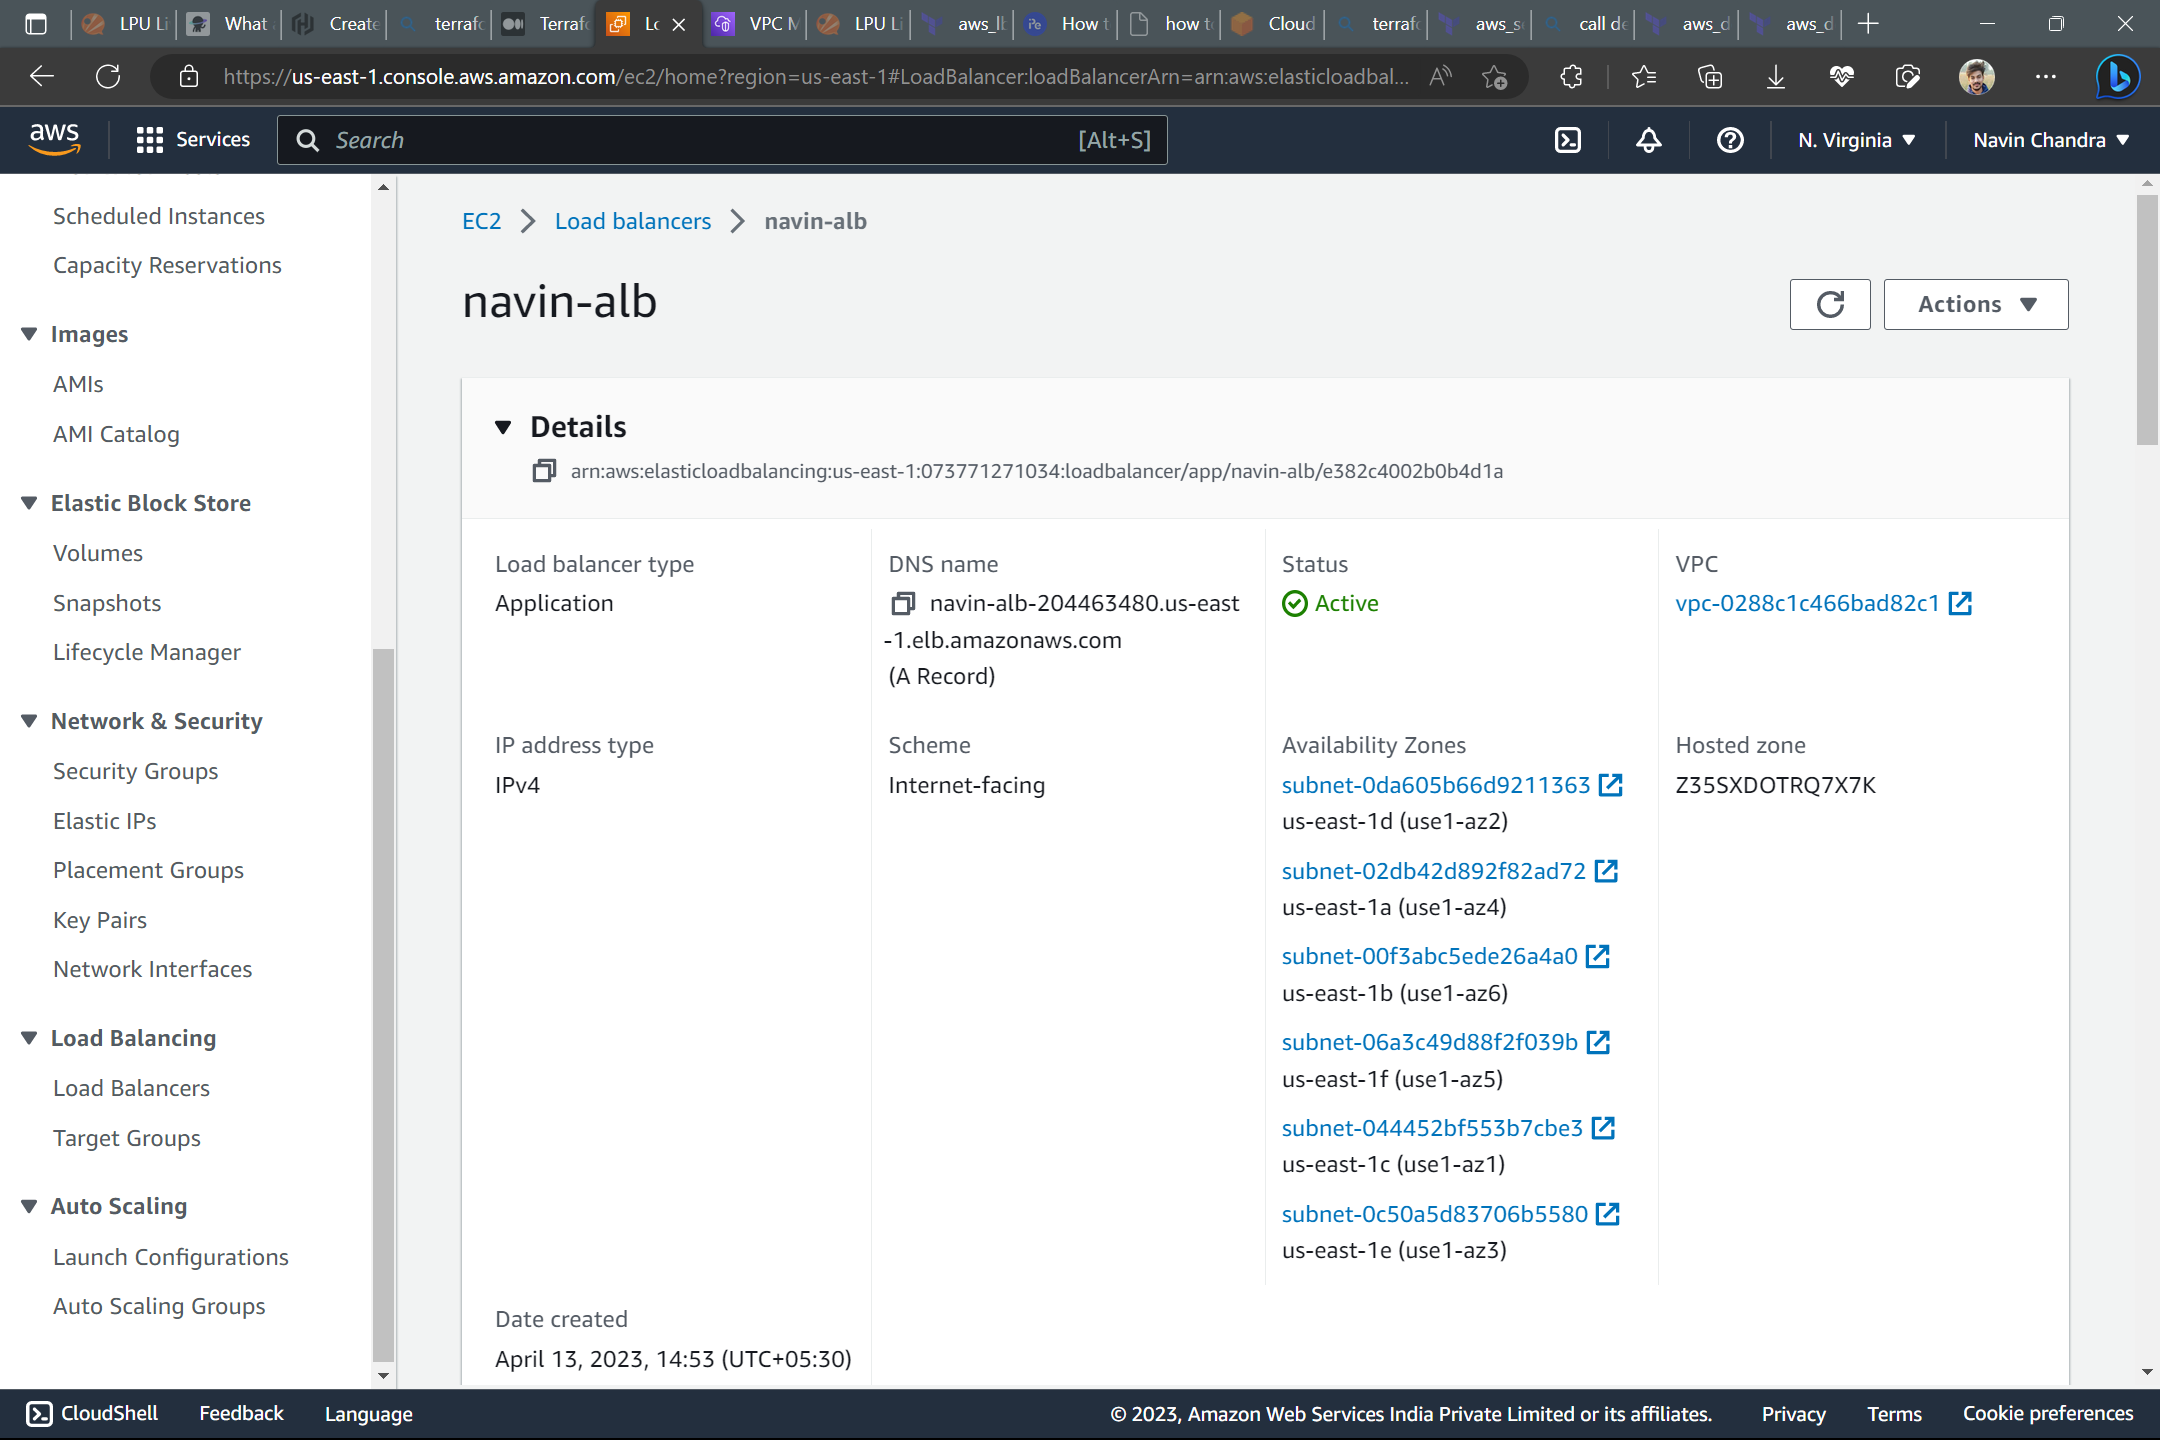 LPU Li
What
Create
terrafo
Terrafo
Lo
VPC M
LPU Li
aws_lb
How t
how to
Cloud
terrafo
aws_se
call de
aws_d
aws_d
https://us-east-1.console.aws.amazon.com/ec2/home?region=us-east-1#LoadBalancer:loadBalancerArn=arn:aws:elasticloadbal...
aws
Services
Search
[Alt+S]
N. Virginia
Navin Chandra
Scheduled Instances
Capacity Reservations
Images
AMIs
AMI Catalog
Elastic Block Store
Volumes
Snapshots
Lifecycle Manager
Network & Security
Security Groups
Elastic IPs
Placement Groups
Key Pairs
Network Interfaces
Load Balancing
Load Balancers
Target Groups
Auto Scaling
Launch Configurations
Auto Scaling Groups
EC2 > Load balancers > navin-alb
navin-alb
Actions
Details
arn:aws:elasticloadbalancing:us-east-1:073771271034:loadbalancer/app/navin-alb/e382c4002b0b4d1a
Load balancer type
Application
DNS name
navin-alb-204463480.us-east
-1.elb.amazonaws.com
(A Record)
Status
Active
VPC
vpc-0288c1c466bad82c1
IP address type
IPv4
Scheme
Internet-facing
Availability Zones
subnet-0da605b66d9211363
us-east-1d (use1-az2)
subnet-02db42d892f82ad72
us-east-1a (use1-az4)
subnet-00f3abc5ede26a4a0
us-east-1b (use1-az6)
subnet-06a3c49d88f2f039b
us-east-1f (use1-az5)
subnet-044452bf553b7cbe3
us-east-1c (use1-az1)
subnet-0c50a5d83706b5580
us-east-1e (use1-az3)
Hosted zone
Z35SXDOTRQ7X7K
Date created
April 13, 2023, 14:53 (UTC+05:30)
CloudShell
Feedback
Language
© 2023, Amazon Web Services India Private Limited or its affiliates.
Privacy
Terms
Cookie preferences